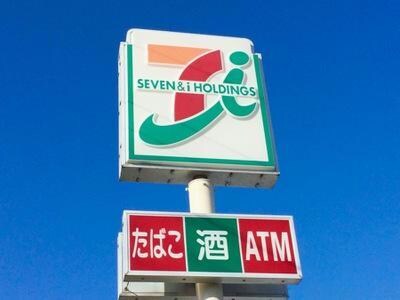 SEVEN & i HOLDINGS
たばこ 酒 ATM